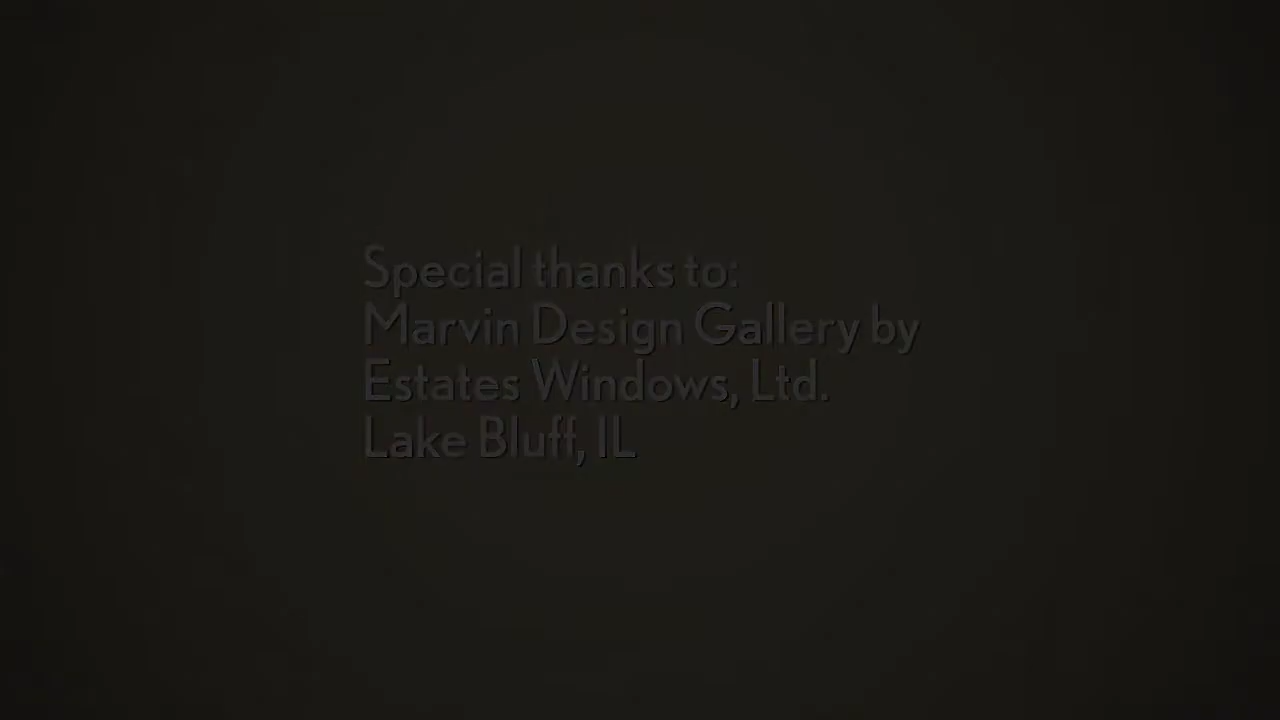 Special thanks to:
Marvin Design Gallery by
Estates Windows, Ltd.
Lake Bluff, IL